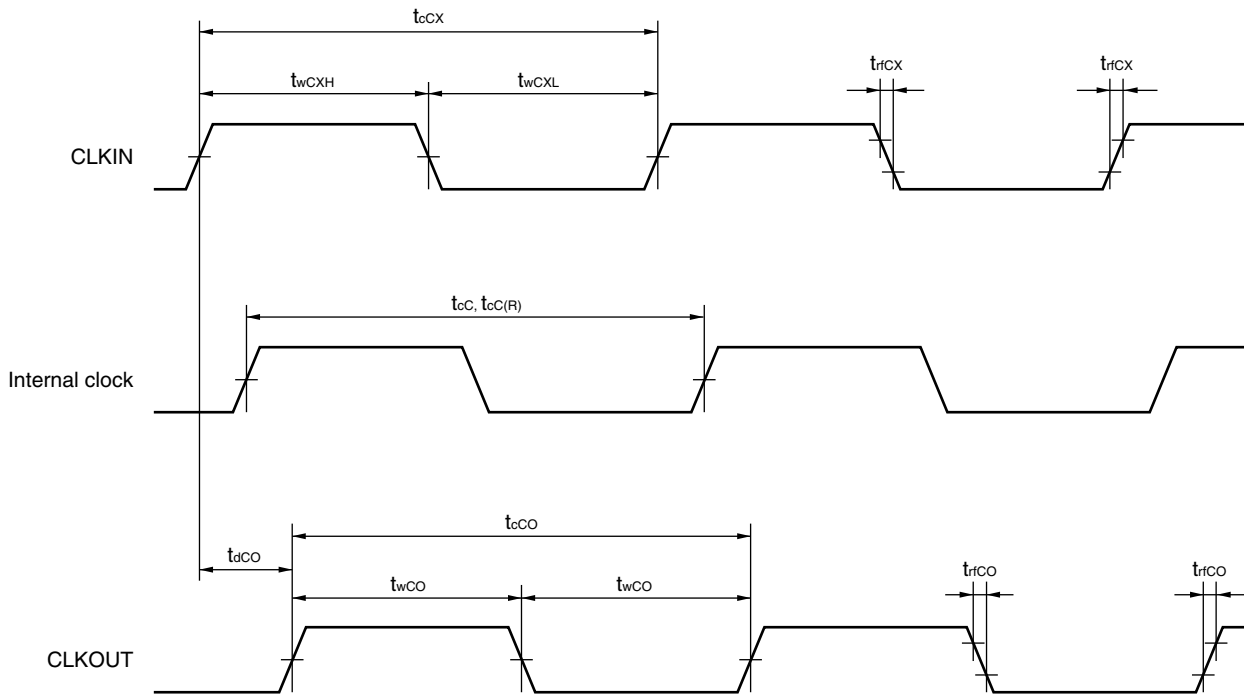 tcCX
twCXH twCXL trfCX trfCX
CLKIN
tcC, tcC(R)
Internal clock
tcCO
tdCO
twCO twCO trfCO trfCO
CLKOUT